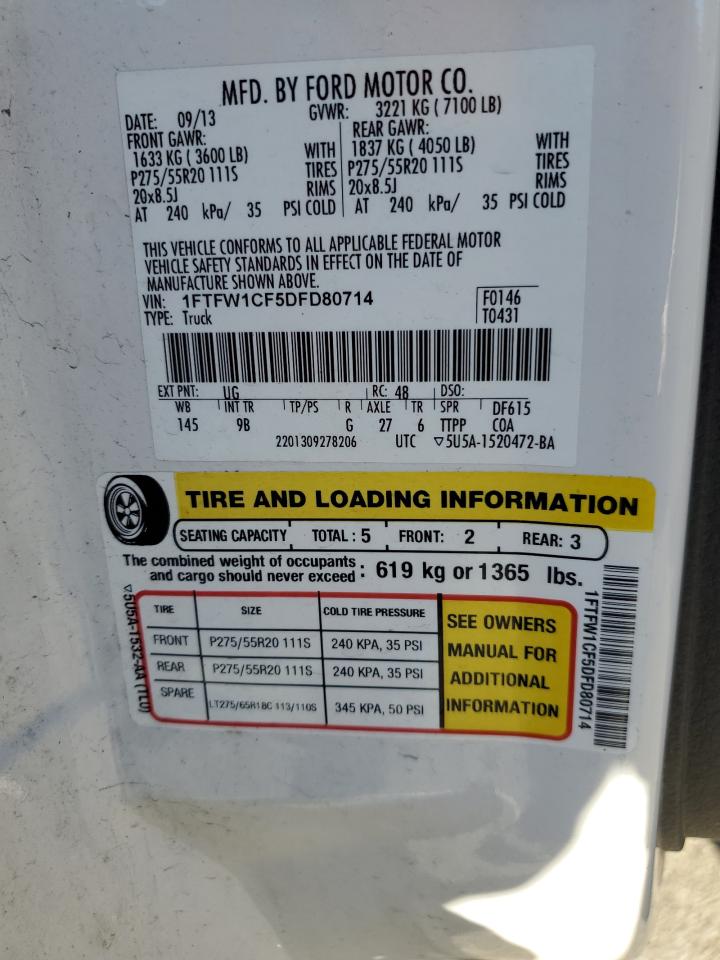 MFD. BY FORD MOTOR CO.
DATE: 09/13 GVWR: 3221 KG ( 7100 LB)
FRONT GAWR: REAR GAWR:
1633 KG ( 3600 LB) WITH 1837 KG ( 4050 LB) WITH
P275/55R20 111S TIRES P275/55R20 111S TIRES
20x8.5J RIMS 20x8.5J RIMS
AT 240 kPa/ 35 PSI COLD AT 240 kPa/ 35 PSI COLD
THIS VEHICLE CONFORMS TO ALL APPLICABLE FEDERAL MOTOR
VEHICLE SAFETY STANDARDS IN EFFECT ON THE DATE OF
MANUFACTURE SHOWN ABOVE.
VIN: 1FTFW1CF5DFD80714 F0146
TYPE: Truck T0431
EXT PNT: UG RC: 48 DSO:
WB INT TR TP/PS R AXLE TR SPR DF615
145 9B G 27 6 TTPP COA
2201309278206 UTC ▽5U5A-1520472-BA
TIRE AND LOADING INFORMATION
SEATING CAPACITY TOTAL : 5 FRONT: 2 REAR: 3
The combined weight of occupants
and cargo should never exceed : 619 kg or 1365 lbs.
TIRE SIZE COLD TIRE PRESSURE
FRONT P275/55R20 111S 240 KPA, 35 PSI
REAR P275/55R20 111S 240 KPA, 35 PSI
SPARE LT275/65R18C 113/110S 345 KPA, 50 PSI
SEE OWNERS
MANUAL FOR
ADDITIONAL
INFORMATION
▽5U5A-1532-AA (TL0)
1FTFW1CF5DFD80714